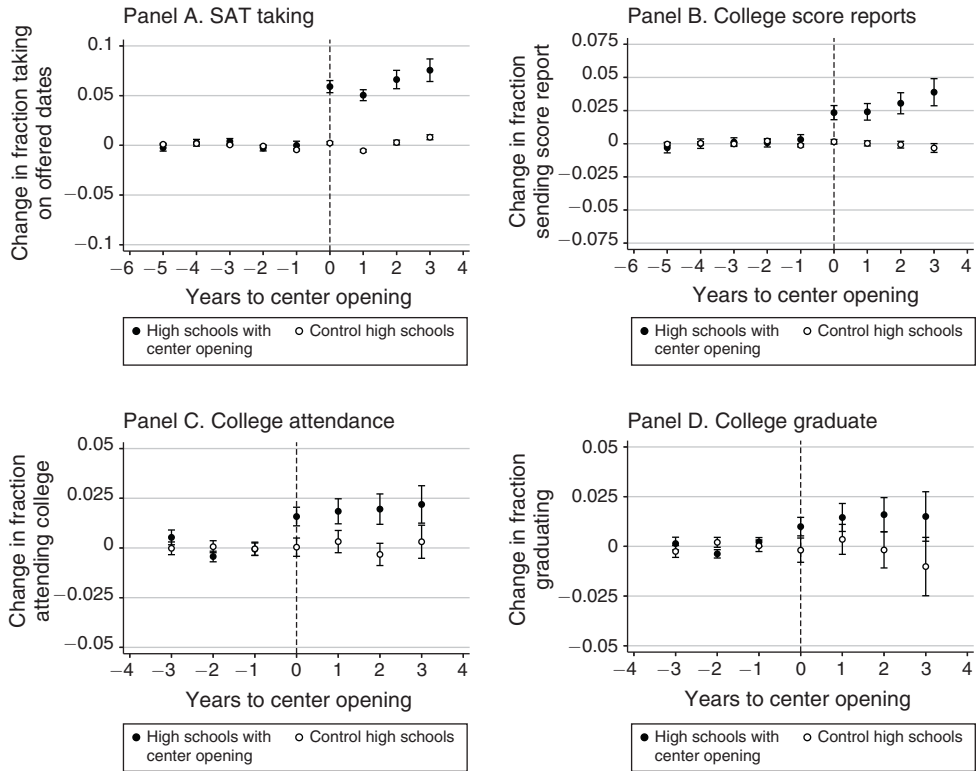 Panel A. SAT taking
Change in fraction taking
on offered dates
0.1
0.05
0
−0.05
−0.1
−6 −5 −4 −3 −2 −1 0 1 2 3 4
Years to center opening
High schools with
center opening
Control high schools
Panel B. College score reports
Change in fraction
sending score report
0.075
0.05
0.025
0
−0.025
−0.05
−0.075
−6 −5 −4 −3 −2 −1 0 1 2 3 4
Years to center opening
High schools with
center opening
Control high schools
Panel C. College attendance
Change in fraction
attending college
0.05
0.025
0
−0.025
−0.05
−4 −3 −2 −1 0 1 2 3 4
Years to center opening
High schools with
center opening
Control high schools
Panel D. College graduate
Change in fraction
graduating
0.05
0.025
0
−0.025
−0.05
−4 −3 −2 −1 0 1 2 3 4
Years to center opening
High schools with
center opening
Control high schools